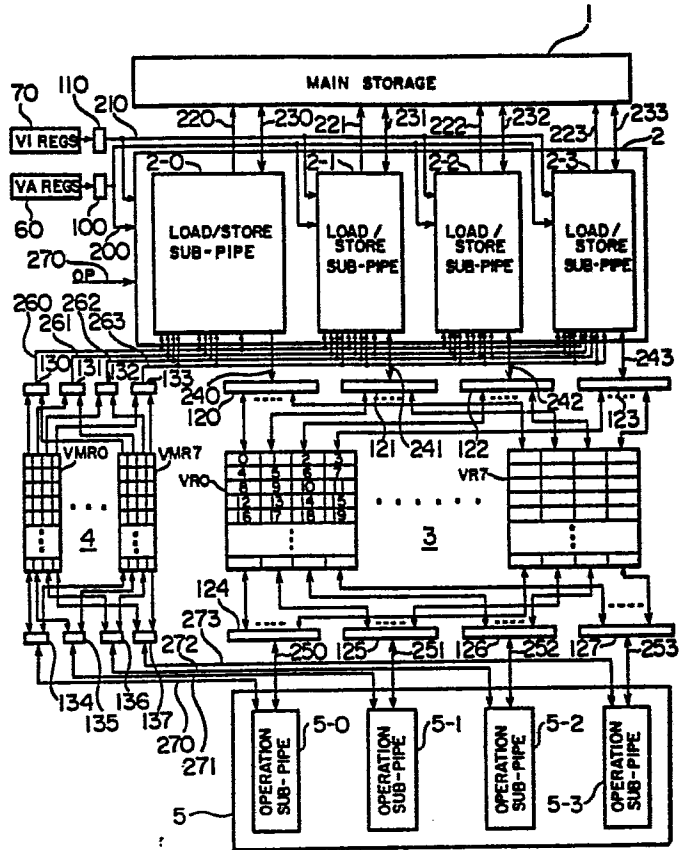 1
MAIN STORAGE
70
110
210
220
230
221
231
222
232
223
233
2
VI REGS
2-0
2-1
2-2
2-3
VA REGS
60
100
200
270
OP
LOAD/STORE
SUB-PIPE
LOAD/
STORE
SUB-PIPE
LOAD/
STORE
SUB-PIPE
LOAD/
STORE
SUB-PIPE
260
261
262
263
130
131
132
133
240
120
121
241
122
242
123
243
VMR0
VMR7
4
VR0
0 1 2 3
4 5 6 7
8 9 10 11
12 13 14 15
16 17 18 19
3
VR7
124
273
250
125
251
126
252
127
253
134
135
136
137
272
270
271
5
5-0
5-1
5-2
5-3
OPERATION
SUB-PIPE
OPERATION
SUB-PIPE
OPERATION
SUB-PIPE
OPERATION
SUB-PIPE